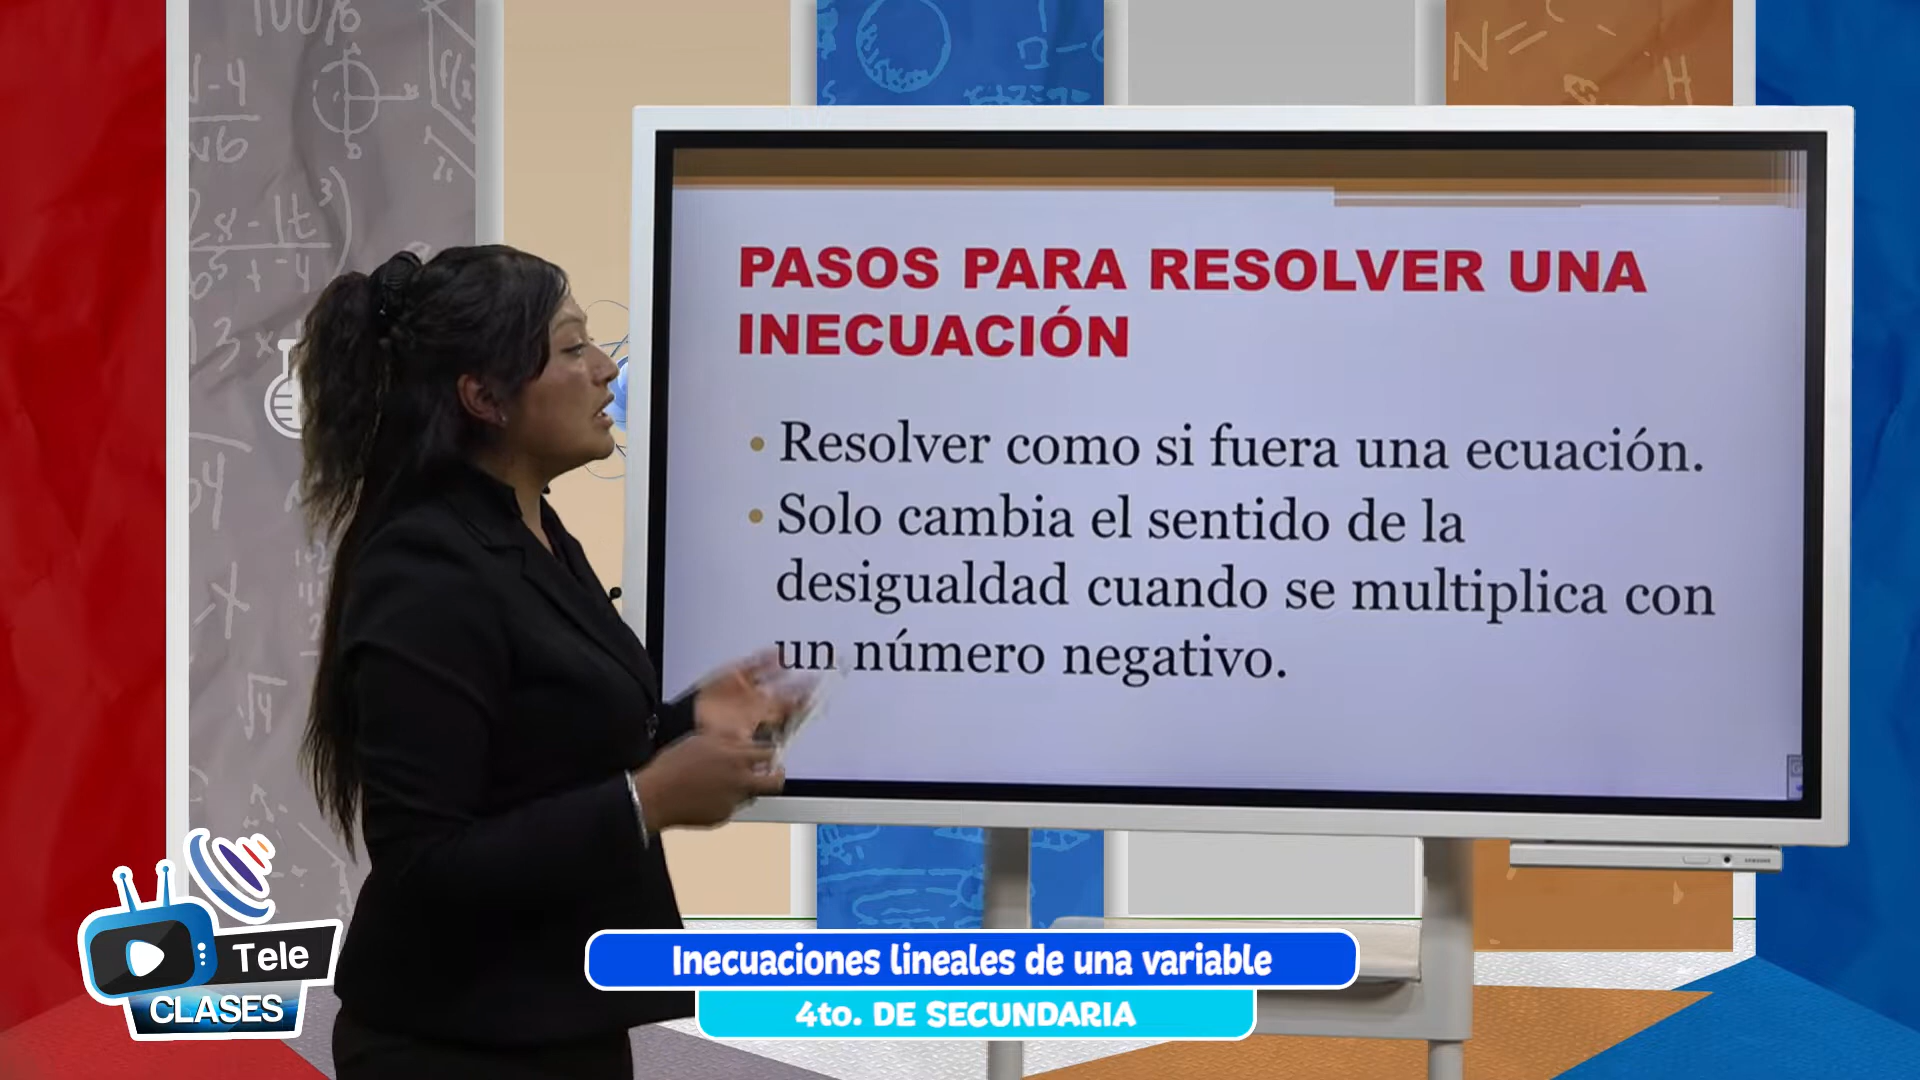 PASOS PARA RESOLVER UNA
INECUACIÓN
• Resolver como si fuera una ecuación.
• Solo cambia el sentido de la
desigualdad cuando se multiplica con
un número negativo.
Tele
CLASES
Inecuaciones lineales de una variable
4to. DE SECUNDARIA